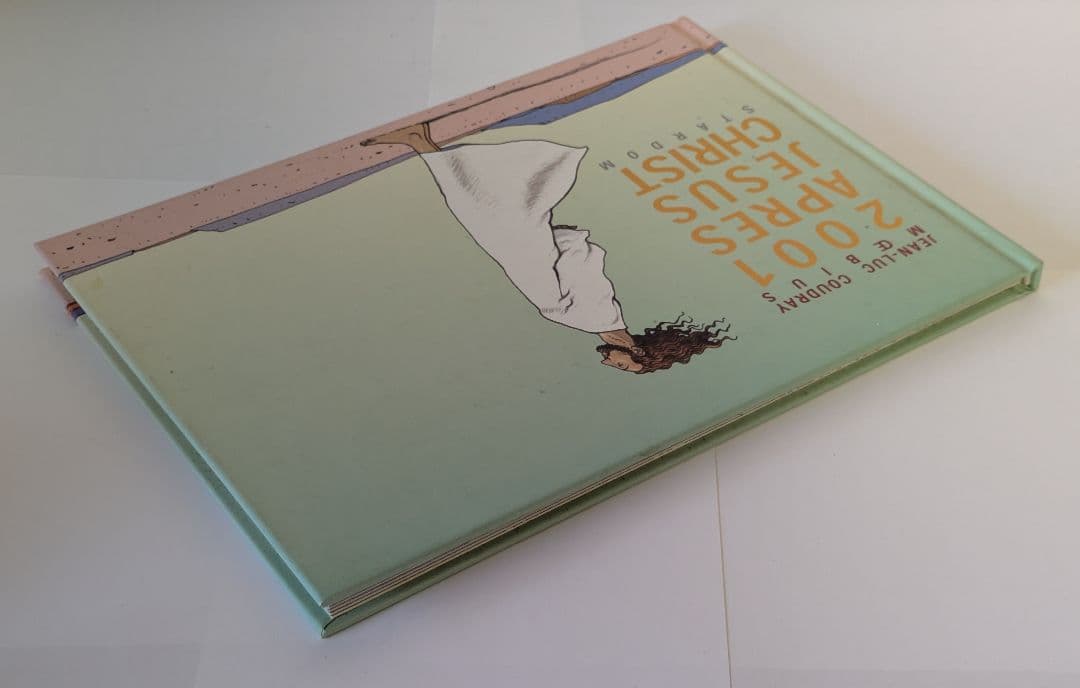 JEAN-LUC COUDRAY
MŒBIUS
2001
APRES
JESUS
CHRIST
STARDOM